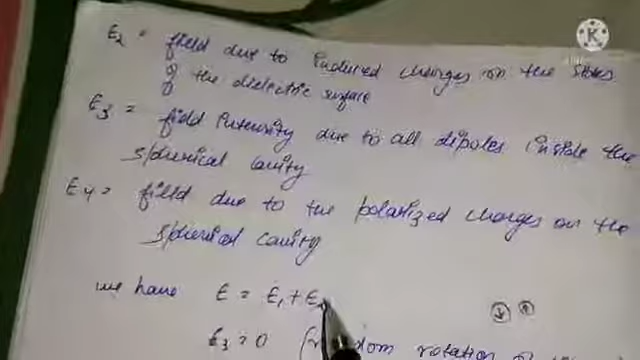 E2 = field due to induced charges on the sides
of the dielectric surface
E3 = field intensity due to all dipoles inside the
spherical cavity
E4 = field due to the polarized charges on the
spherical cavity
we have E = E1 + E2
E3 = 0 ( rotation
K